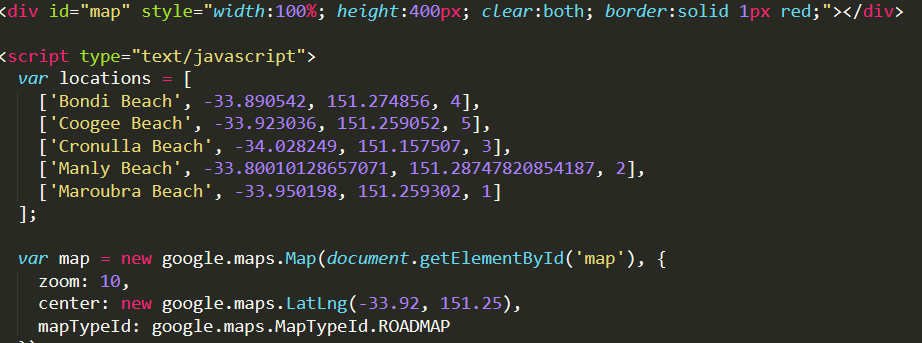 <div id="map" style="width:100%; height:400px; clear:both; border:solid 1px red;"></div>
<script type="text/javascript">
var locations = [
['Bondi Beach', -33.890542, 151.274856, 4],
['Coogee Beach', -33.923036, 151.259052, 5],
['Cronulla Beach', -34.028249, 151.157507, 3],
['Manly Beach', -33.80010128657071, 151.28747820854187, 2],
['Maroubra Beach', -33.950198, 151.259302, 1]
];
var map = new google.maps.Map(document.getElementById('map'), {
zoom: 10,
center: new google.maps.LatLng(-33.92, 151.25),
mapTypeId: google.maps.MapTypeId.ROADMAP